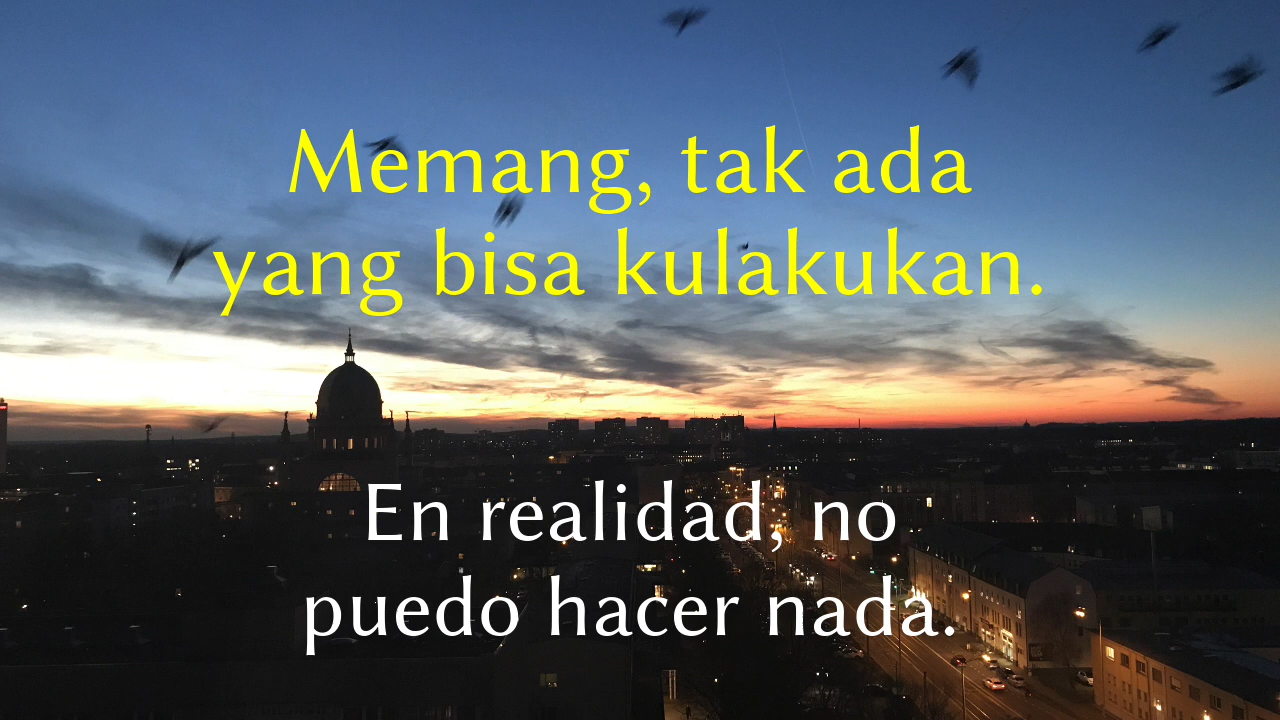 Memang, tak ada
yang bisa kulakukan.
En realidad, no
puedo hacer nada.